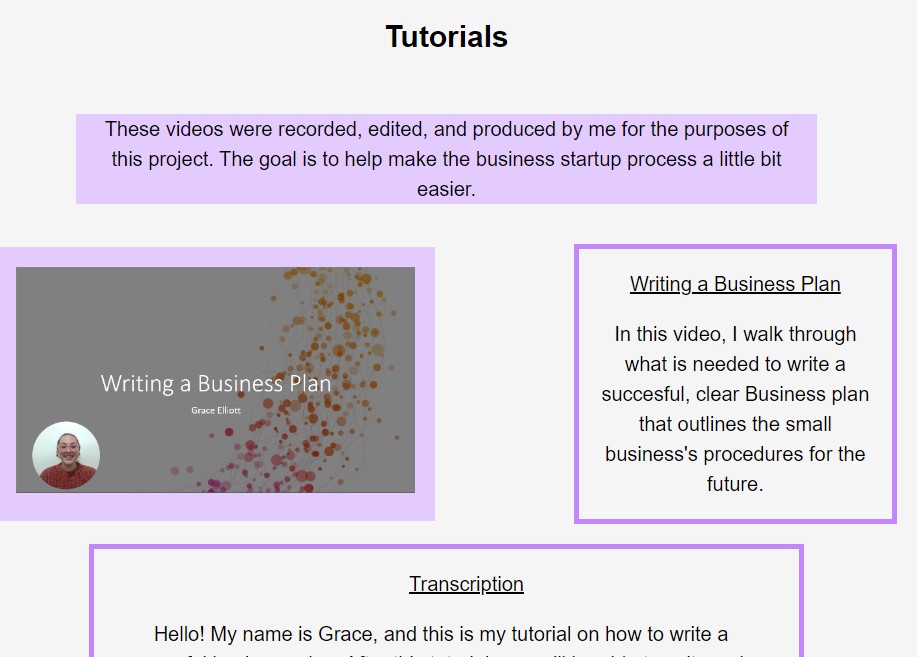 Tutorials
These videos were recorded, edited, and produced by me for the purposes of
this project. The goal is to help make the business startup process a little bit
easier.
Writing a Business Plan
Grace Elliott
Writing a Business Plan
In this video, I walk through
what is needed to write a
succesful, clear Business plan
that outlines the small
business's procedures for the
future.
Transcription
Hello! My name is Grace, and this is my tutorial on how to write a